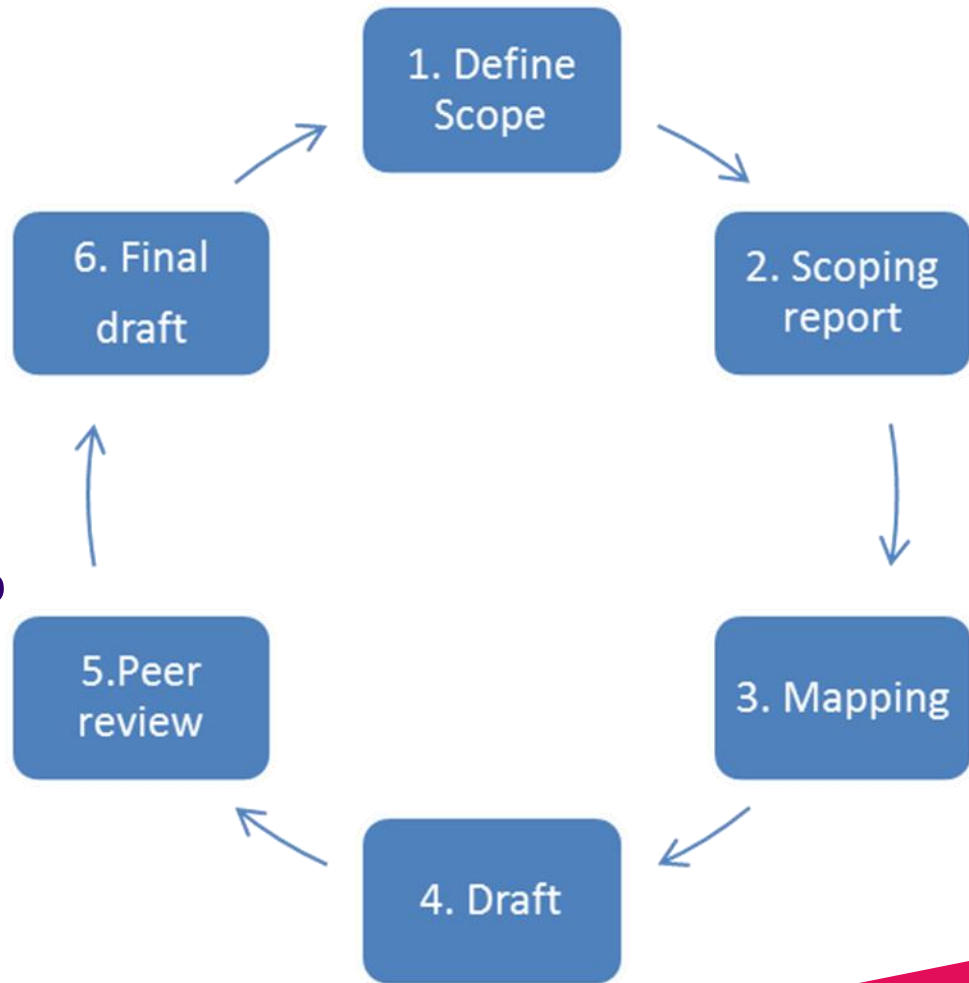 1. Define
Scope
2. Scoping
report
3. Mapping
4. Draft
5.Peer
review
6. Final
draft